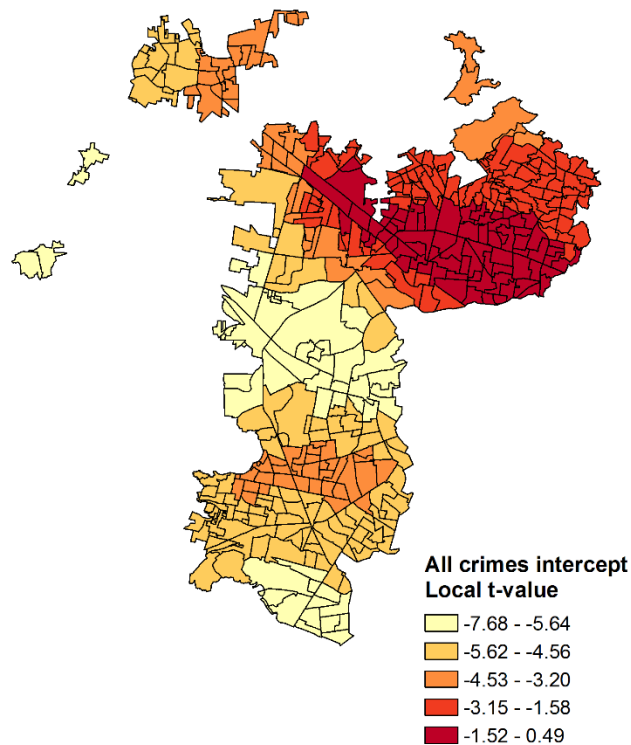 All crimes intercept
Local t-value
-7.68 - -5.64
-5.62 - -4.56
-4.53 - -3.20
-3.15 - -1.58
-1.52 - 0.49